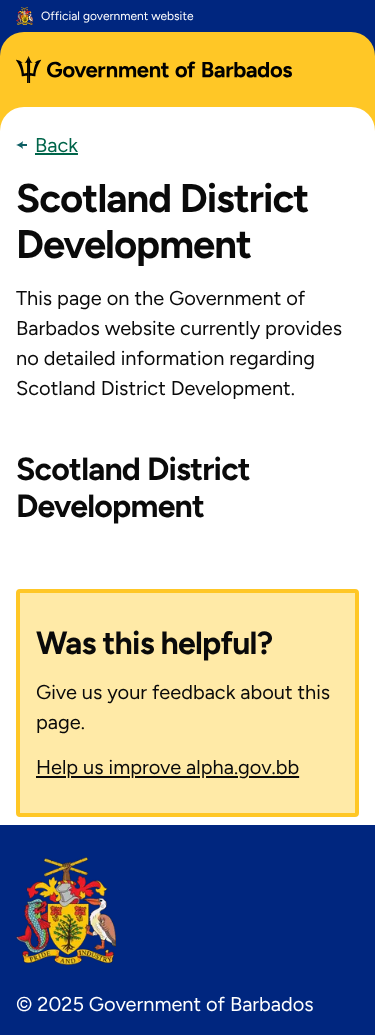 Official government website
Government of Barbados
Back
Scotland District
Development
This page on the Government of
Barbados website currently provides
no detailed information regarding
Scotland District Development.
Scotland District
Development
Was this helpful?
Give us your feedback about this
page.
Help us improve alpha.gov.bb
PRIDE AND INDUSTRY
© 2025 Government of Barbados